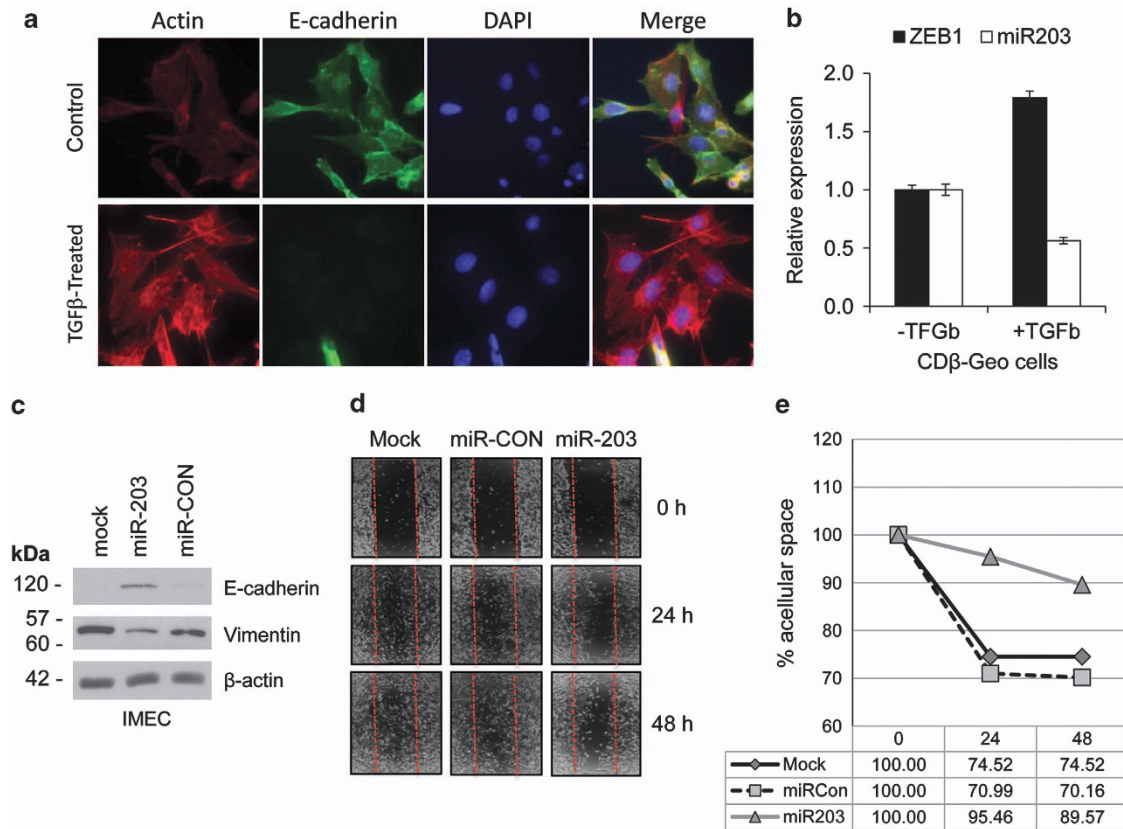 a
Actin E-cadherin DAPI Merge
Control
TGFβ-Treated
b
ZEB1 miR203
Relative expression
2.0
1.5
1.0
0.5
0.0
-TFGb +TGFb
CDβ-Geo cells
c
mock miR-203 miR-CON
kDa
120 - E-cadherin
57 -
60 - Vimentin
42 - β-actin
IMEC
d
Mock miR-CON miR-203
0 h
24 h
48 h
e
% acellular space
120
110
100
90
80
70
60
0 24 48
Mock 100.00 74.52 74.52
miRCon 100.00 70.99 70.16
miR203 100.00 95.46 89.57